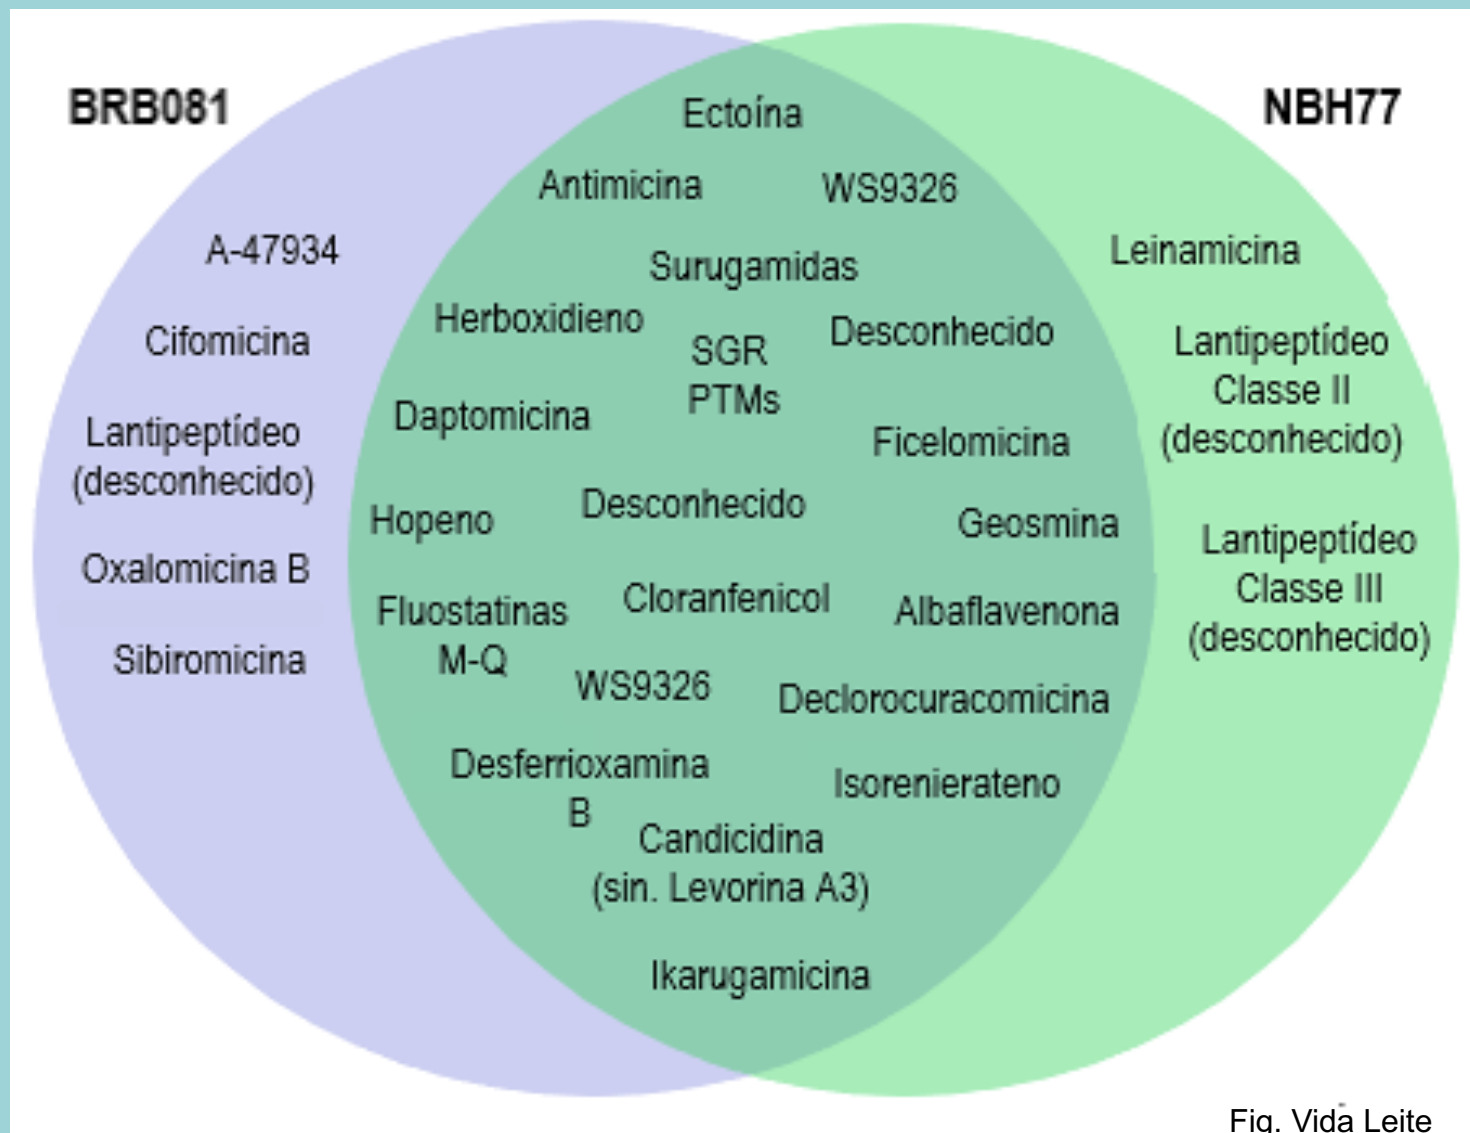 BRB081
NBH77
A-47934
Cifomicina
Lantipeptídeo
(desconhecido)
Oxalomicina B
Sibiromicina
Ectoína
Antimicina
WS9326
Surugamidas
Herboxidieno
SGR
PTMs
Desconhecido
Daptomicina
Ficelomicina
Hopeno
Desconhecido
Geosmina
Fluostatinas
M-Q
Cloranfenicol
Albaflavenona
WS9326
Declorocuracomicina
Desferrioxamina
B
Isorenierateno
Candicidina
(sin. Levorina A3)
Ikarugamicina
Leinamicina
Lantipeptídeo
Classe II
(desconhecido)
Lantipeptídeo
Classe III
(desconhecido)
Fig. Vida Leite